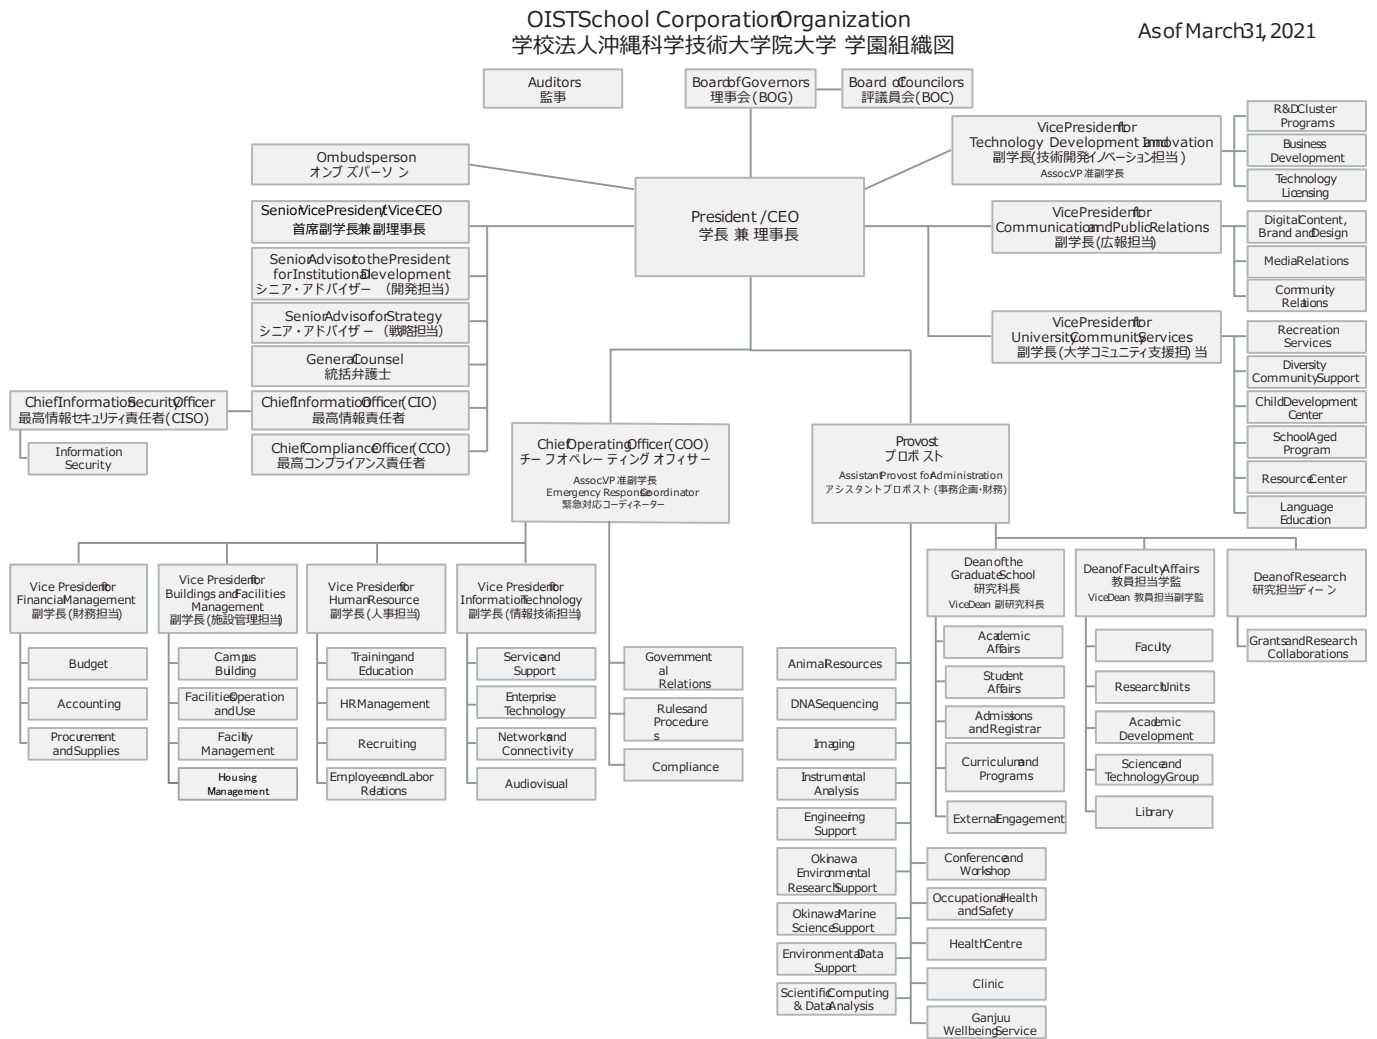 OIST School Corporation Organization
学校法人沖縄科学技術大学院大学 学園組織図
As of March 31, 2021
Auditors
監事
Board of Governors
理事会(BOG)
Board of Councilors
評議員会(BOC)
Ombudsperson
オンブズパーソン
President / CEO
学長 兼 理事長
Senior Vice President / Vice-CEO
首席副学長兼副理事長
Senior Advisor to the President
for Institutional Development
シニア・アドバイザー (開発担当)
Senior Advisor for Strategy
シニア・アドバイザー (戦略担当)
General Counsel
統括弁護士
Chief Information Officer (CIO)
最高情報責任者
Chief Compliance Officer (CCO)
最高コンプライアンス責任者
Chief Information Security Officer
最高情報セキュリティ責任者(CISO)
Information
Security
Vice President for
Technology Development and Innovation
副学長(技術開発イノベーション担当)
Assoc.VP 准副学長
R&D Cluster
Programs
Business
Development
Technology
Licensing
Vice President for
Communication and Public Relations
副学長(広報担当)
Digital Content,
Brand and Design
Media Relations
Community
Relations
Vice President for
University Community Services
副学長(大学コミュニティ支援担当)
Recreation
Services
Diversity
Community Support
Child Development
Center
School Aged
Program
Resource Center
Language
Education
Chief Operating Officer (COO)
チーフオペレーティング オフィサー
Assoc.VP 准副学長
Emergency Response Coordinator
緊急対応コーディネーター
Provost
プロボスト
Assistant Provost for Administration
アシスタントプロボスト(事務企画・財務)
Vice President for
Financial Management
副学長(財務担当)
Budget
Accounting
Procurement
and Supplies
Vice President for
Buildings and Facilities
Management
副学長(施設管理担当)
Campus
Building
Facilities Operation
and Use
Facility
Management
Housing
Management
Vice President for
Human Resource
副学長(人事担当)
Training and
Education
HR Management
Recruiting
Employee and Labor
Relations
Vice President for
Information Technology
副学長(情報技術担当)
Service and
Support
Enterprise
Technology
Network and
Connectivity
Audiovisual
Government
al
Relations
Rules and
Procedure
s
Compliance
Animal Resources
DNA Sequencing
Imaging
Instrumental
Analysis
Engineering
Support
Okinawa
Environmental
Research Support
Okinawa Marine
Science Support
Environmental Data
Support
Scientific Computing
& Data Analysis
Dean of the
Graduate School
研究科長
Vice Dean 副研究科長
Academic
Affairs
Student
Affairs
Admissions
and Registrar
Curriculum and
Programs
External Engagement
Conference and
Workshop
Occupational Health
and Safety
Health Centre
Clinic
Ganjuu
Wellbeing Service
Dean of Faculty Affairs
教員担当学監
Vice Dean 教員担当副学監
Faculty
Research Units
Academic
Development
Science and
Technology Group
Library
Dean of Research
研究担当ディーン
Grants and Research
Collaborations